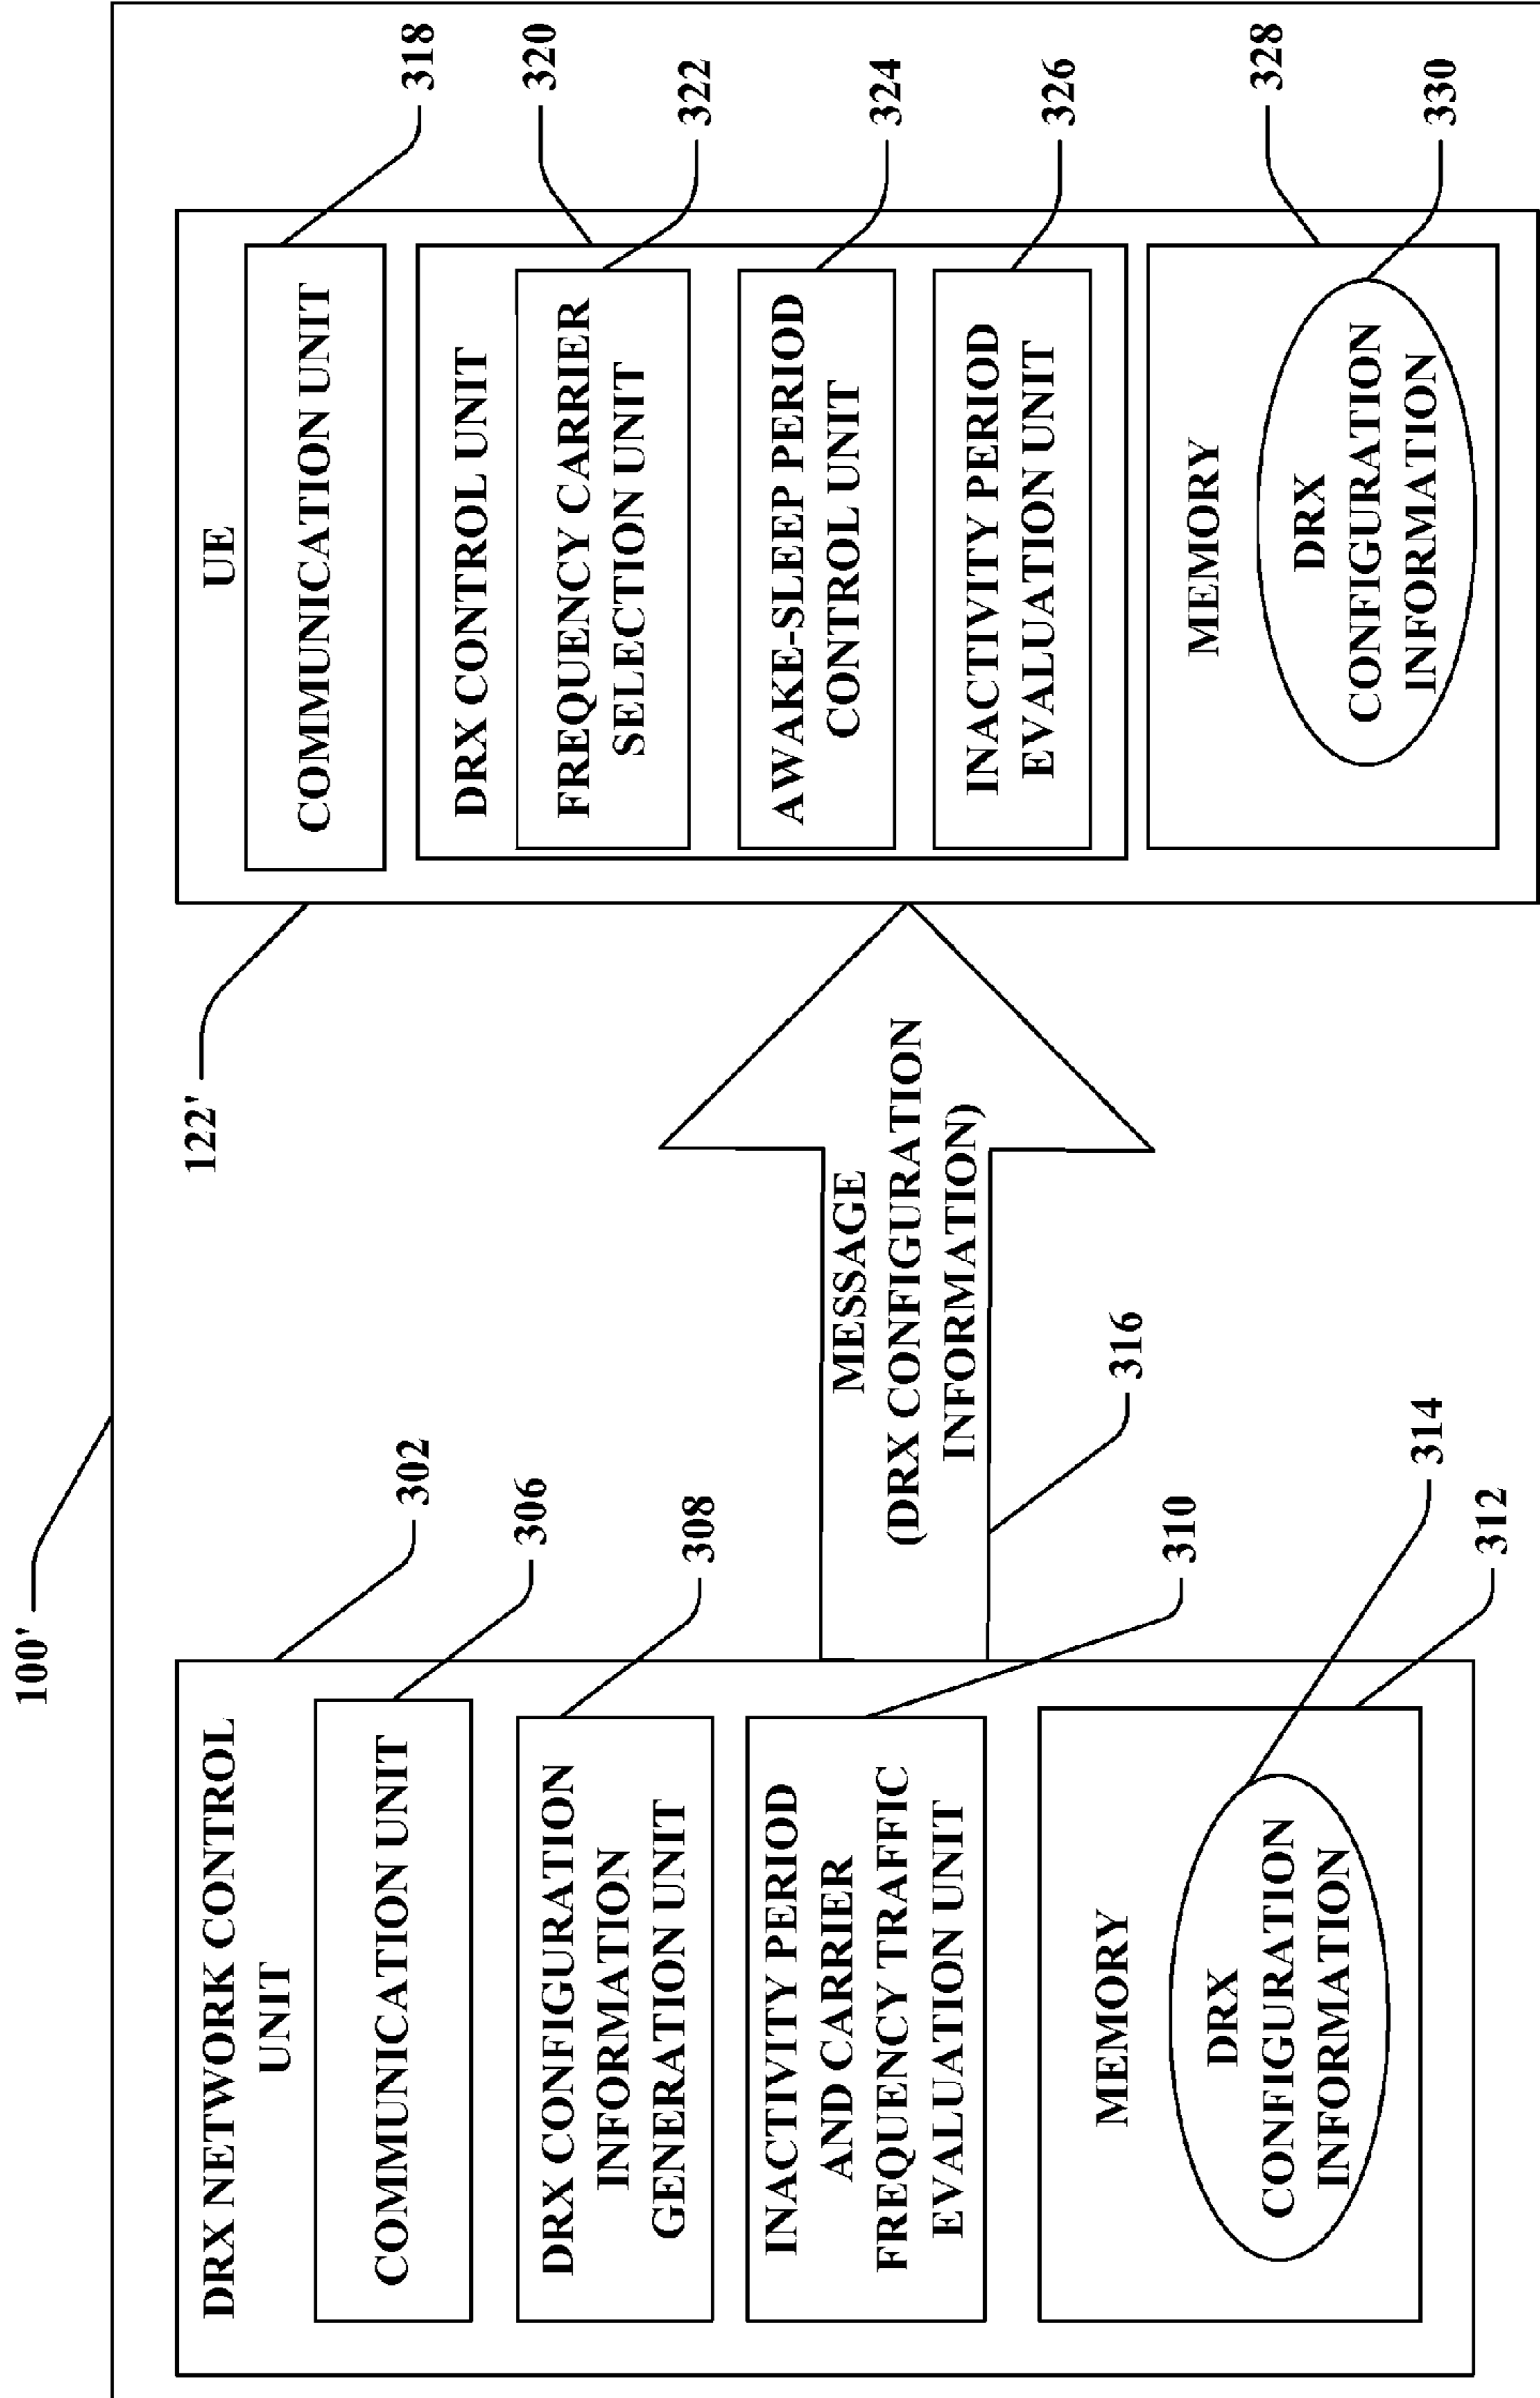 100'
DRX NETWORK CONTROL
UNIT
302
COMMUNICATION UNIT
306
DRX CONFIGURATION
INFORMATION
GENERATION UNIT
308
INACTIVITY PERIOD
AND CARRIER
FREQUENCY TRAFFIC
EVALUATION UNIT
310
MEMORY
DRX
CONFIGURATION
INFORMATION
314
312
MESSAGE
(DRX CONFIGURATION
INFORMATION)
316
122'
UE
COMMUNICATION UNIT
318
DRX CONTROL UNIT
320
FREQUENCY CARRIER
SELECTION UNIT
322
AWAKE-SLEEP PERIOD
CONTROL UNIT
324
INACTIVITY PERIOD
EVALUATION UNIT
326
MEMORY
328
DRX
CONFIGURATION
INFORMATION
330